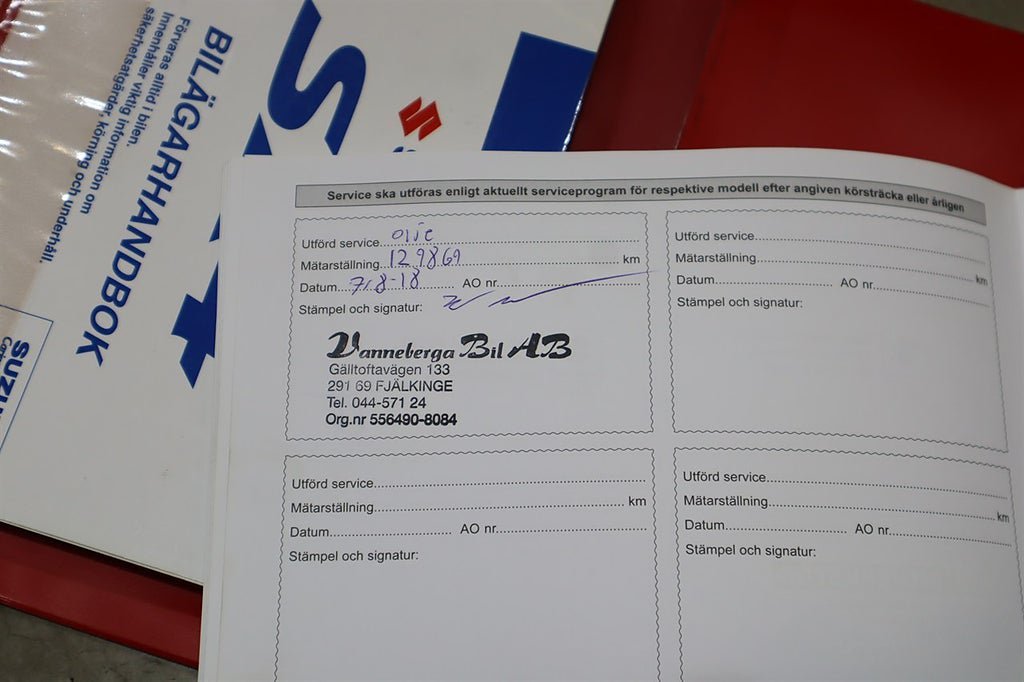 BILÄGARHANDBOK
Förvaras alltid i bilen.
Innehåller viktig information om
säkerhetsåtgärder, körning och underhåll.
Service ska utföras enligt aktuellt serviceprogram för respektive modell efter angiven körsträcka eller årligen
Utförd service olje
Mätarställning 129869 km
Datum 7/8-18 AO nr.
Stämpel och signatur:
Vanneberga Bil AB
Gälltoftavägen 133
291 69 FJÄLKINGE
Tel. 044-571 24
Org.nr 556490-8084
Utförd service
Mätarställning km
Datum AO nr.
Stämpel och signatur:
Utförd service
Mätarställning km
Datum AO nr.
Stämpel och signatur:
Utförd service
Mätarställning km
Datum AO nr.
Stämpel och signatur: